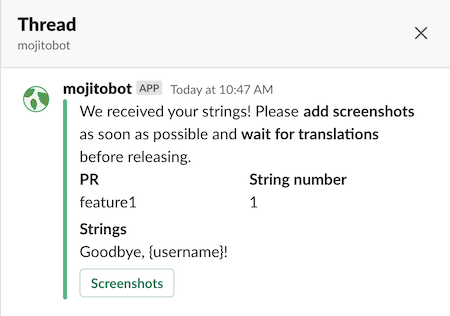 Thread
mojitobot
mojitobot APP Today at 10:47 AM
We received your strings! Please add screenshots
as soon as possible and wait for translations
before releasing.
PR String number
feature1 1
Strings
Goodbye, {username}!
Screenshots